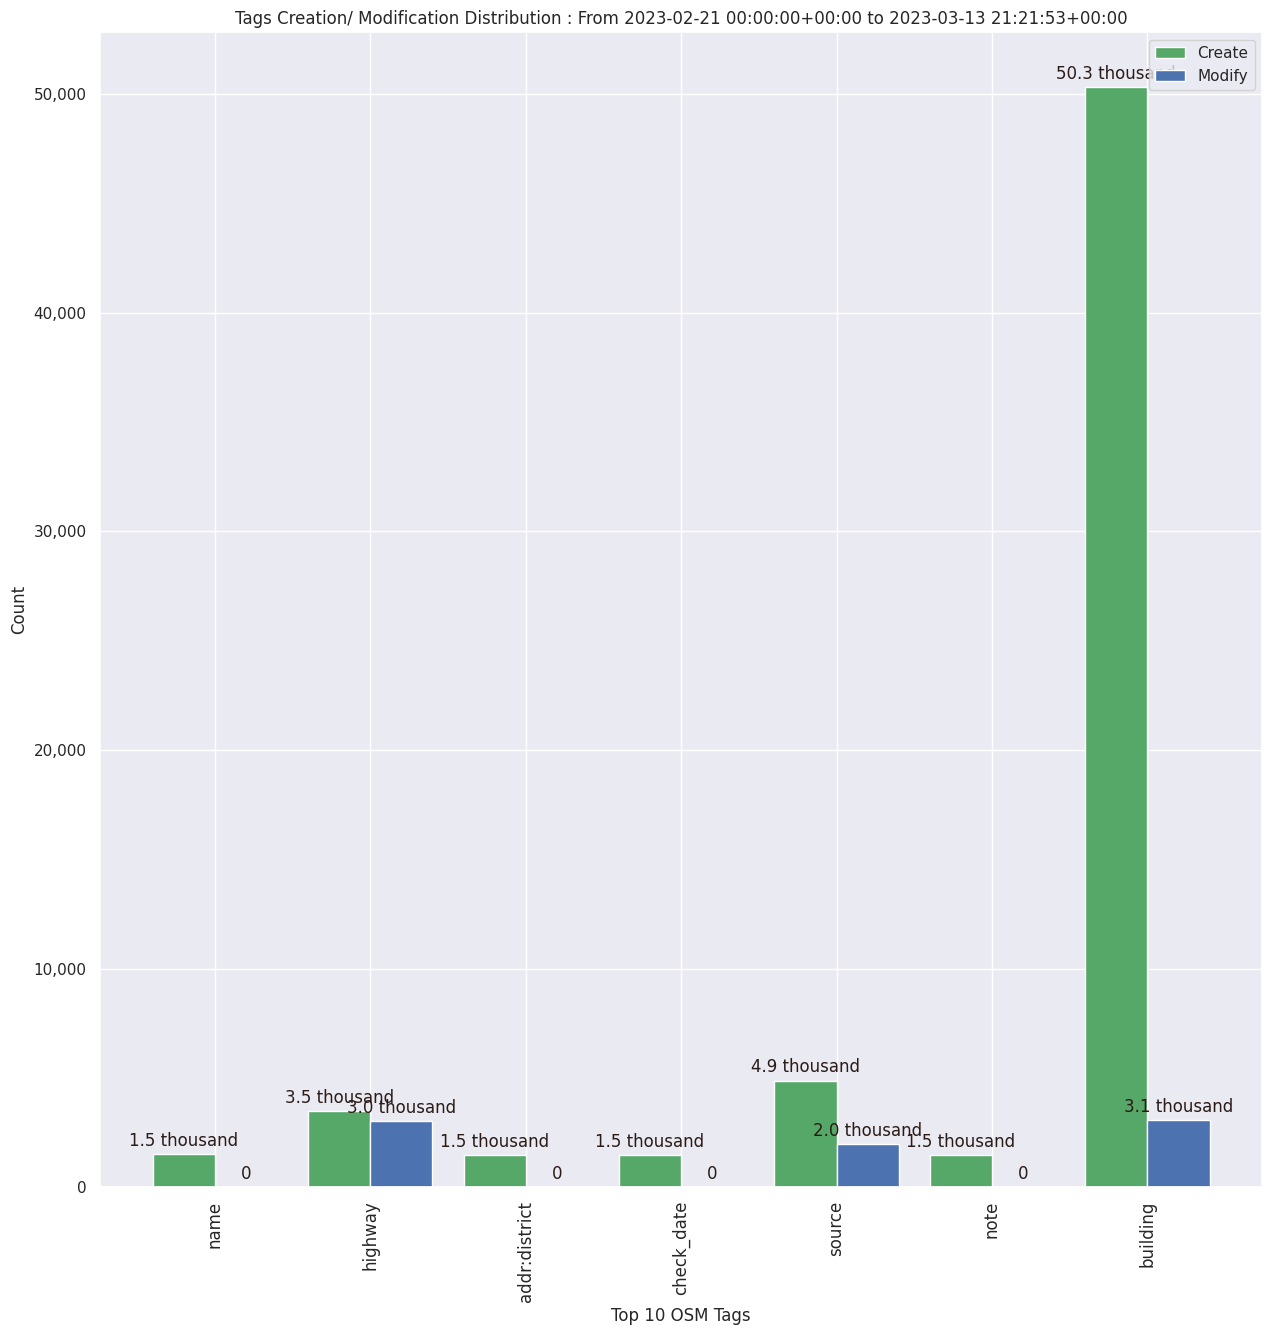 Tags Creation/ Modification Distribution : From 2023-02-21 00:00:00+00:00 to 2023-03-13 21:21:53+00:00
Create
Modify
50.3 thousand
50,000
40,000
30,000
20,000
10,000
0
Count
1.5 thousand
0
3.5 thousand
3.0 thousand
1.5 thousand
0
1.5 thousand
0
4.9 thousand
2.0 thousand
1.5 thousand
0
3.1 thousand
name
highway
addr:district
check_date
source
note
building
Top 10 OSM Tags